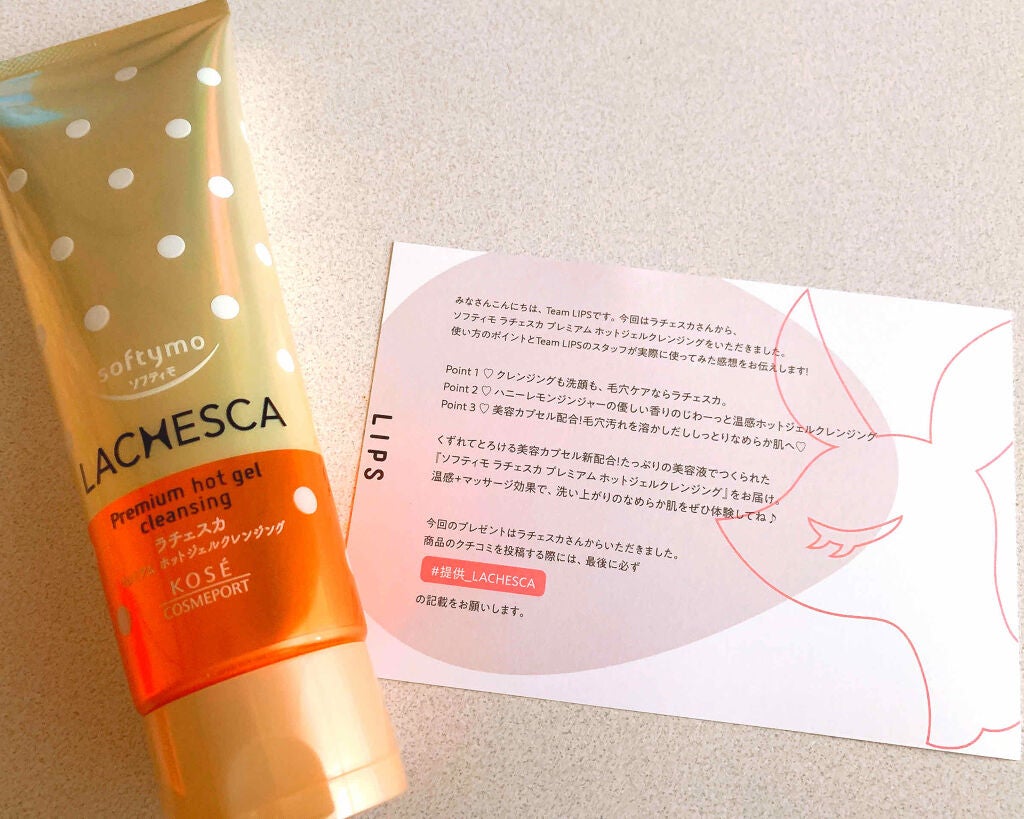 softymo
ソフティモ
LACHESCA
Premium hot gel
cleansing
ラチェスカ
ホットジェルクレンジング
KOSÉ
COSMEPORT
LIPS
みなさんこんにちは、Team LIPSです。今回はラチェスカさんから、
ソフティモ ラチェスカ プレミアム ホットジェルクレンジングをいただきました。
使い方のポイントとTeam LIPSのスタッフが実際に使ってみた感想をお伝えします!
Point 1 ♡ クレンジングも洗顔も、毛穴ケアならラチェスカ。
Point 2 ♡ ハニーレモンジンジャーの優しい香りのじわーっと温感ホットジェルクレンジング
Point 3 ♡ 美容カプセル配合!毛穴汚れを溶かしだししっとりなめらか肌へ♡
くずれてとろける美容カプセル新配合!たっぷりの美容液でつくられた
『ソフティモ ラチェスカ プレミアム ホットジェルクレンジング』をお届け。
温感+マッサージ効果で、洗い上がりのなめらか肌をぜひ体験してね♪
今回のプレゼントはラチェスカさんからいただきました。
商品のクチコミを投稿する際には、最後に必ず
#提供_LACHESCA
の記載をお願いします。